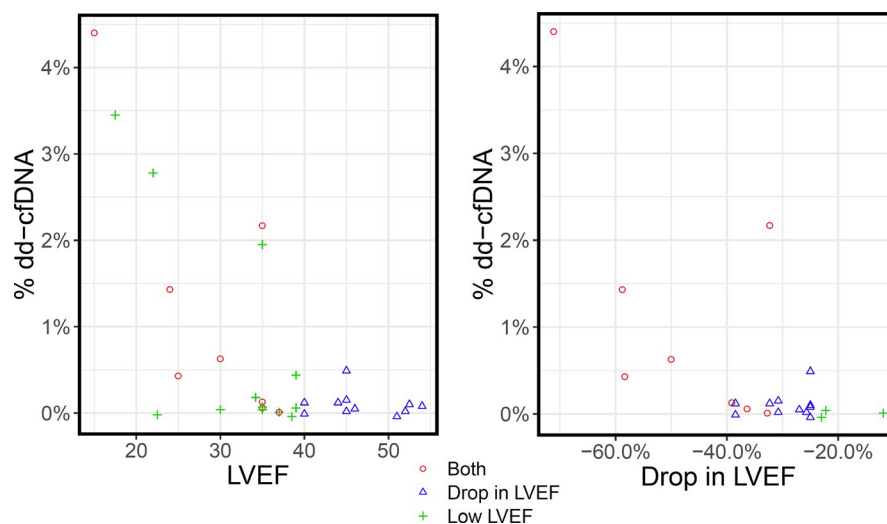 4%
3%
2%
1%
0%
% dd-cfDNA
20
30
40
50
LVEF
4%
3%
2%
1%
0%
% dd-cfDNA
-60.0%
-40.0%
-20.0%
Drop in LVEF
Both
Drop in LVEF
Low LVEF